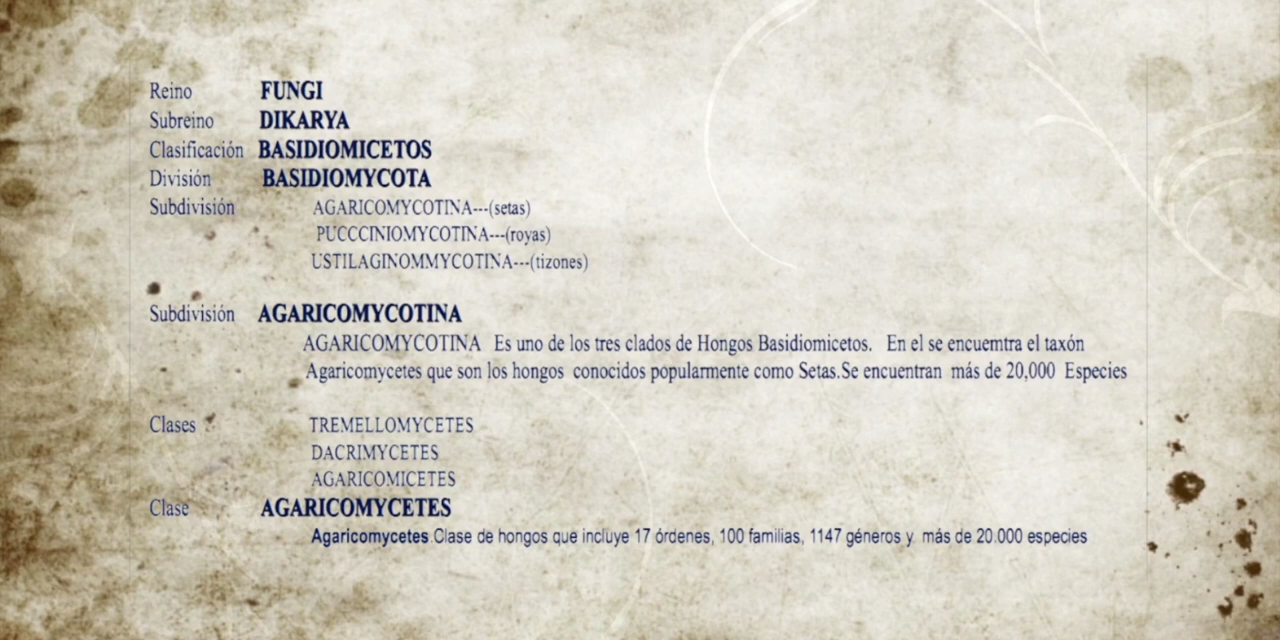 Reino FUNGI
Subreino DIKARYA
Clasificación BASIDIOMICETOS
División BASIDIOMYCOTA
Subdivisión AGARICOMYCOTINA---(setas)
PUCCCINIOMYCOTINA---(royas)
USTILAGINOMMYCOTINA---(tizones)
Subdivisión AGARICOMYCOTINA
AGARICOMYCOTINA Es uno de los tres clados de Hongos Basidiomicetos. En el se encuemtra el taxón
Agaricomycetes que son los hongos conocidos popularmente como Setas.Se encuentran más de 20,000 Especies
Clases TREMELLOMYCETES
DACRIMYCETES
AGARICOMICETES
Clase AGARICOMYCETES
Agaricomycetes.Clase de hongos que incluye 17 órdenes, 100 familias, 1147 géneros y más de 20.000 especies